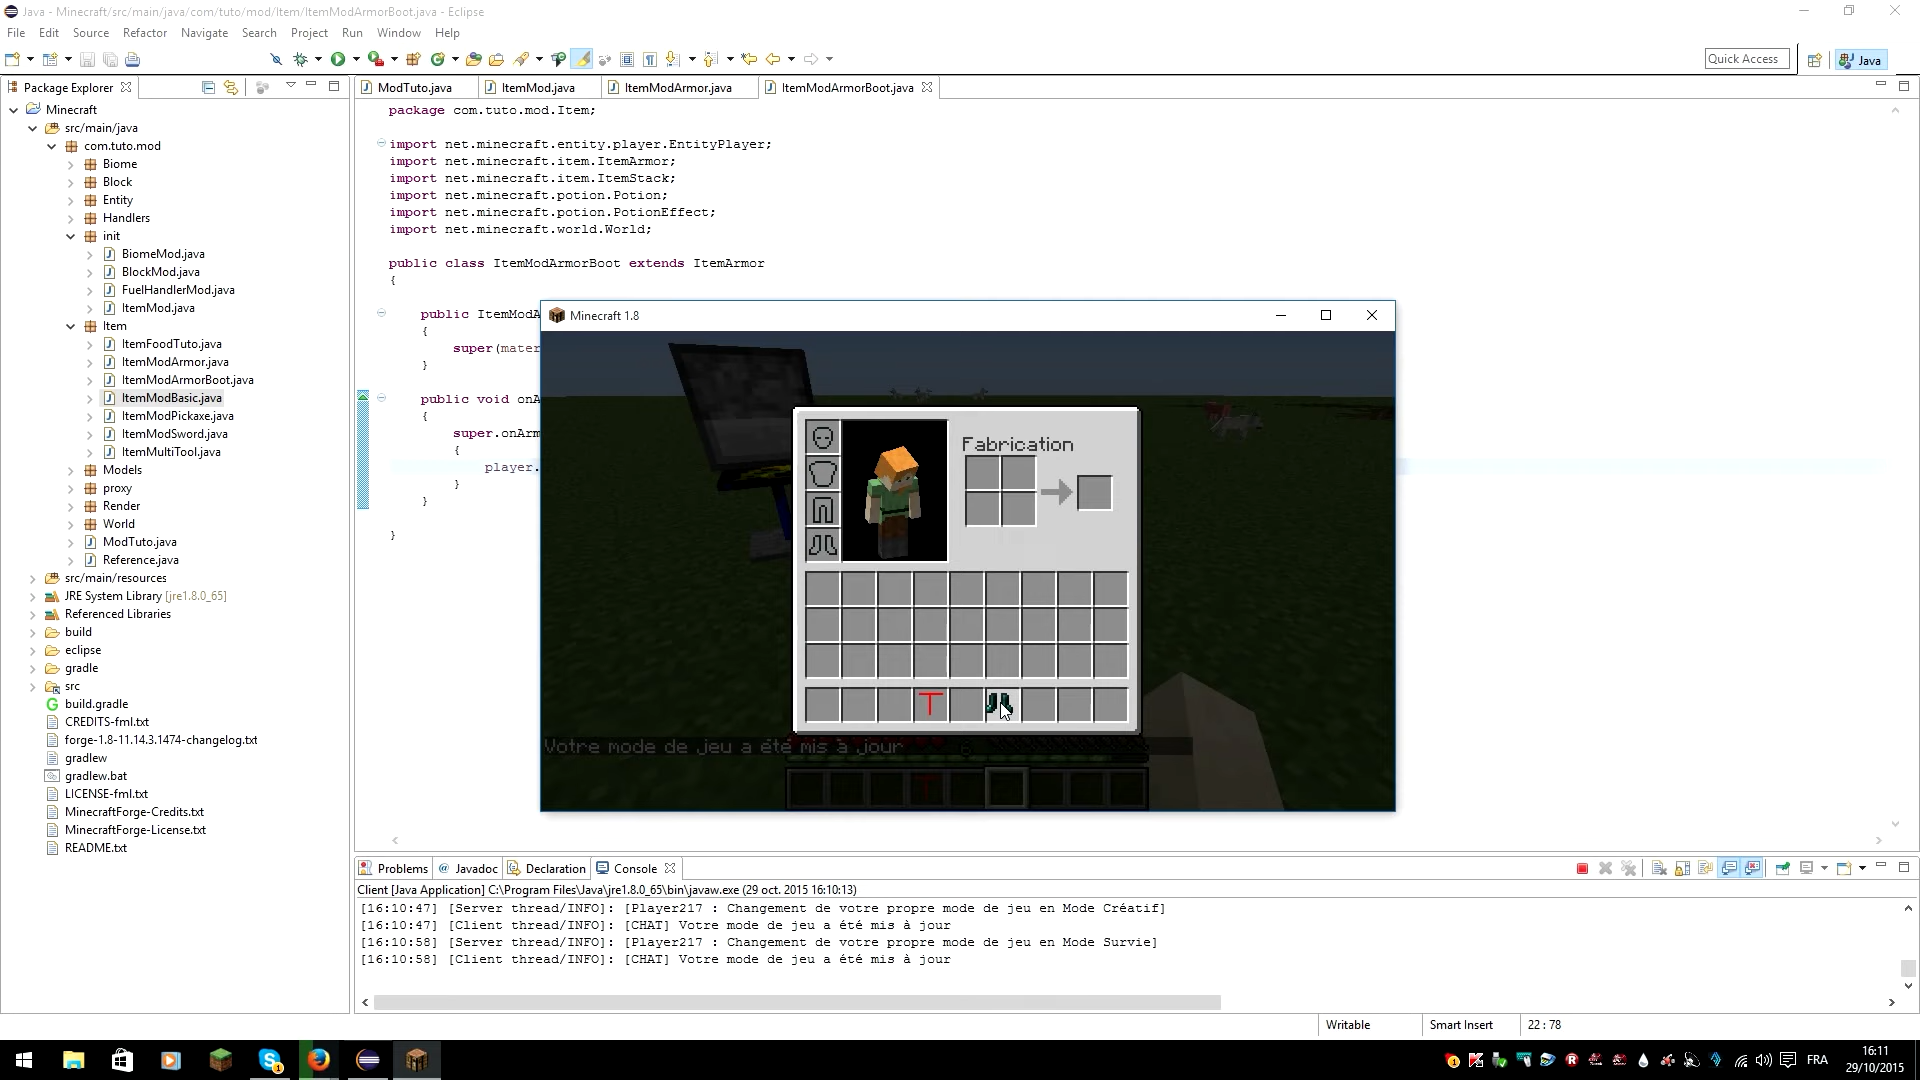 Java - Minecraft/src/main/java/com/tuto/mod/Item/ItemModArmorBoot.java - Eclipse
File Edit Source Refactor Navigate Search Project Run Window Help
Quick Access
Java
Package Explorer
ModTuto.java ItemMod.java ItemModArmor.java ItemModArmorBoot.java
Minecraft
src/main/java
com.tuto.mod
Biome
Block
Entity
Handlers
init
BiomeMod.java
BlockMod.java
FuelHandlerMod.java
ItemMod.java
Item
ItemFoodTuto.java
ItemModArmor.java
ItemModArmorBoot.java
ItemModBasic.java
ItemModPickaxe.java
ItemModSword.java
ItemMultiTool.java
Models
proxy
Render
World
ModTuto.java
Reference.java
src/main/resources
JRE System Library [jre1.8.0_65]
Referenced Libraries
build
eclipse
gradle
src
build.gradle
CREDITS-fml.txt
forge-1.8-11.14.3.1474-changelog.txt
gradlew
gradlew.bat
LICENSE-fml.txt
MinecraftForge-Credits.txt
MinecraftForge-License.txt
README.txt
package com.tuto.mod.Item;
import net.minecraft.entity.player.EntityPlayer;
import net.minecraft.item.ItemArmor;
import net.minecraft.item.ItemStack;
import net.minecraft.potion.Potion;
import net.minecraft.potion.PotionEffect;
import net.minecraft.world.World;
public class ItemModArmorBoot extends ItemArmor
{
public ItemModA
{
super(mater
}
public void onA
{
super.onArm
{
player.
}
}
}
Minecraft 1.8
Fabrication
T
Votre mode de jeu a été mis à jour
Problems Javadoc Declaration Console
Client [Java Application] C:\Program Files\Java\jre1.8.0_65\bin\javaw.exe (29 oct. 2015 16:10:13)
[16:10:47] [Server thread/INFO]: [Player217 : Changement de votre propre mode de jeu en Mode Créatif]
[16:10:47] [Client thread/INFO]: [CHAT] Votre mode de jeu a été mis à jour
[16:10:58] [Server thread/INFO]: [Player217 : Changement de votre propre mode de jeu en Mode Survie]
[16:10:58] [Client thread/INFO]: [CHAT] Votre mode de jeu a été mis à jour
Writable Smart Insert 22 : 78
FRA
16:11
29/10/2015